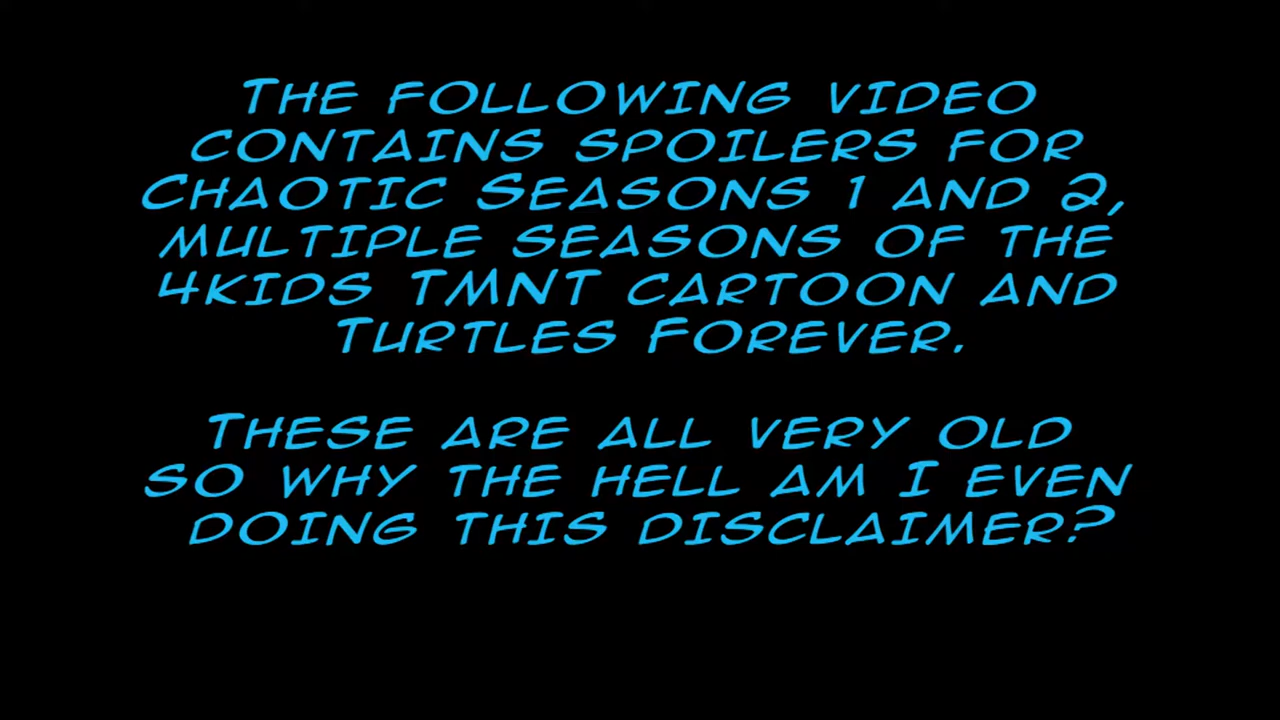 The following video
contains spoilers for
Chaotic Seasons 1 and 2,
multiple seasons of the
4kids TMNT cartoon and
Turtles Forever.
These are all very old
so why the hell am I even
doing this disclaimer?